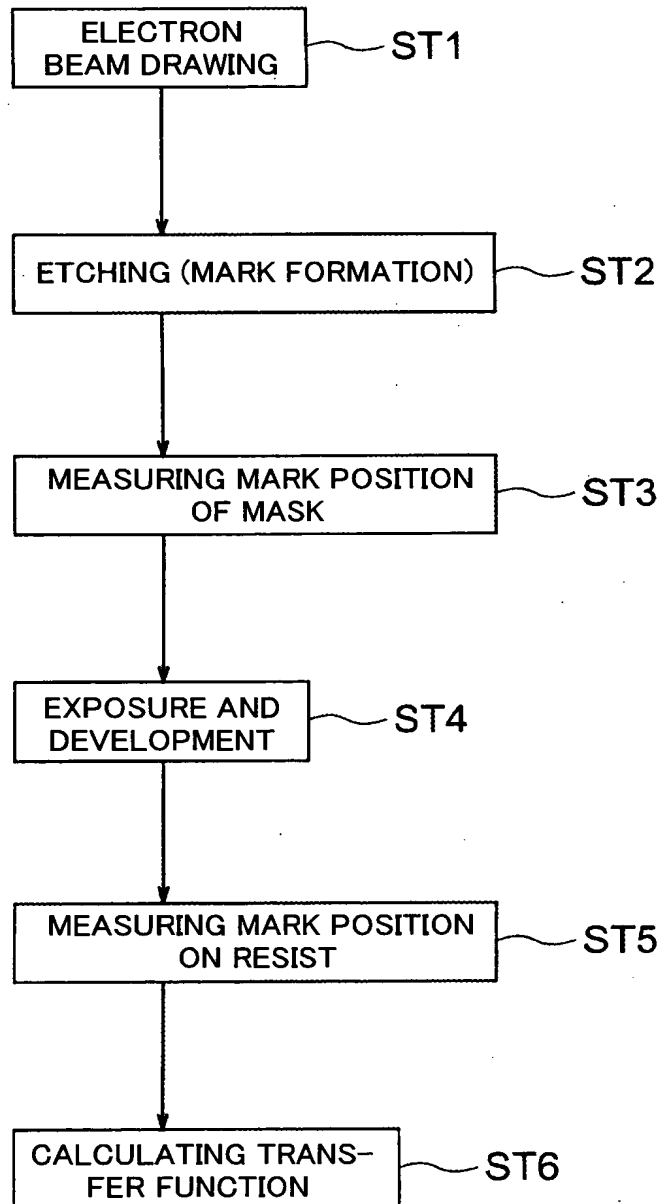 ELECTRON
BEAM DRAWING
ST1
ETCHING (MARK FORMATION)
ST2
MEASURING MARK POSITION
OF MASK
ST3
EXPOSURE AND
DEVELOPMENT
ST4
MEASURING MARK POSITION
ON RESIST
ST5
CALCULATING TRANS-
FER FUNCTION
ST6